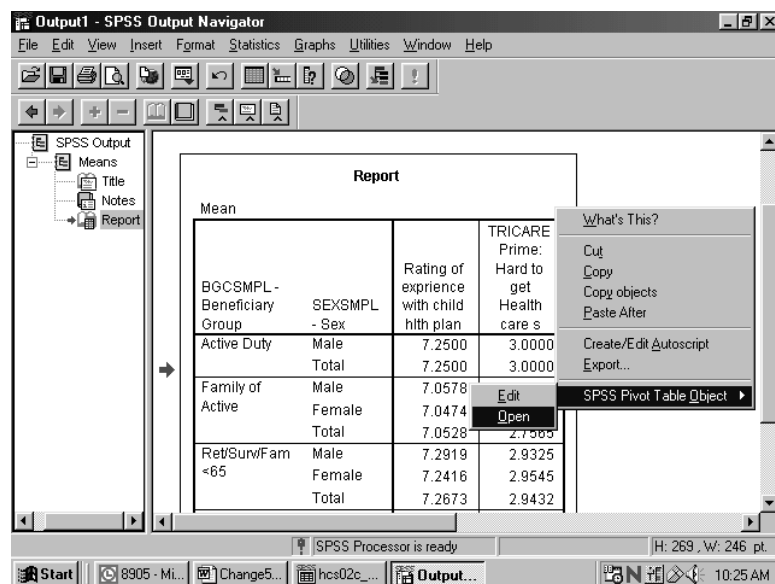 Output1 - SPSS Output Navigator
File Edit View Insert Format Statistics Graphs Utilities Window Help
SPSS Output
Means
Title
Notes
Report
Report
Mean
BGCSMPL - Beneficiary Group
SEXSMPL - Sex
Rating of exprience with child hlth plan
TRICARE Prime: Hard to get Health care s
Active Duty Male 7.2500 3.0000
Total 7.2500 3.0000
Family of Active Male 7.0578
Female 7.0474
Total 7.0528 2.7565
Ret/Surv/Fam <65 Male 7.2919 2.9325
Female 7.2416 2.9545
Total 7.2673 2.9432
What's This?
Cut
Copy
Copy objects
Paste After
Create/Edit Autoscript
Export...
SPSS Pivot Table Object
Edit
Open
SPSS Processor is ready
H: 269 , W: 246 pt.
Start 8905 - Mi... Change5... hcs02c_... Output... 10:25 AM